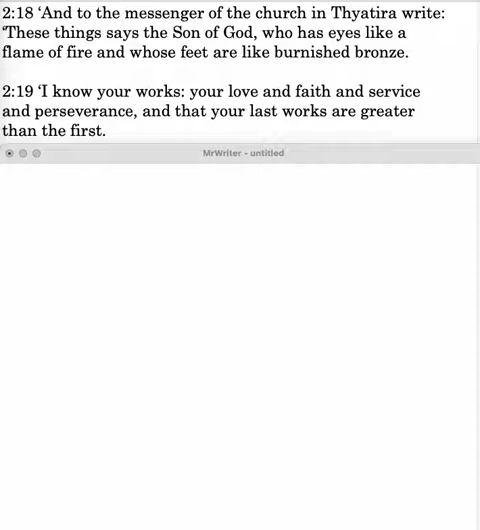 2:18 ‘And to the messenger of the church in Thyatira write:
‘These things says the Son of God, who has eyes like a
flame of fire and whose feet are like burnished bronze.
2:19 ‘I know your works: your love and faith and service
and perseverance, and that your last works are greater
than the first.
MrWriter - untitled